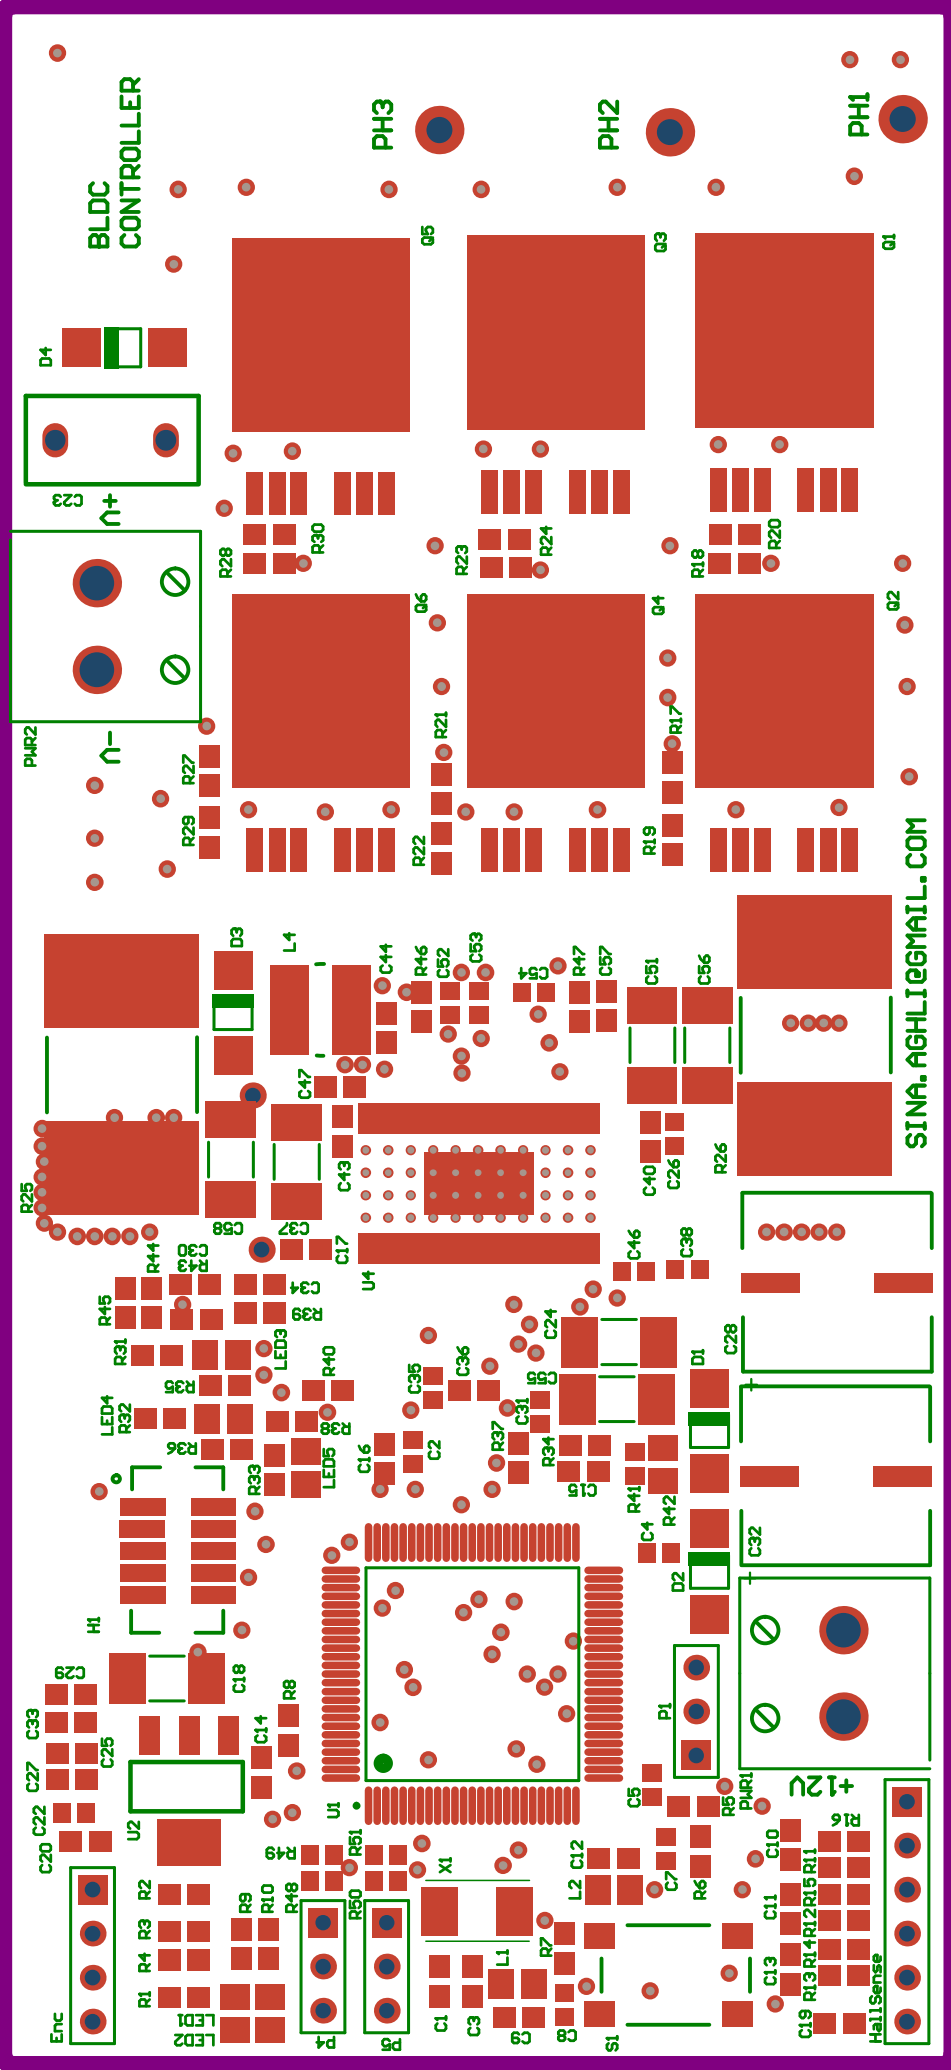 BLDC
CONTROLLER
PH3
PH2
PH1
Q5
Q3
Q1
D4
C23
V+
R28
R30
R23
R24
R18
R20
Q6
Q4
Q2
PWR2
V-
R21
R17
R27
R29
R22
R19
SINA.AGHLI@GMAIL.COM
D3
L4
C44
R46
C52
C53
C54
R47
C57
C51
C56
C47
C43
C40
C26
R26
R25
C58
C37
C17
U4
C46
C38
R44
C30
R43
C34
R39
R45
R31
LED3
R40
R35
C35
C36
C24
C55
D1
C28
LED4
R32
R38
R36
R33
LED5
C16
C2
R37
C31
R34
C15
R41
R42
C4
C32
D2
H1
C29
C18
R8
P1
C33
C14
C27
C25
C22
C20
U2
U1
C5
R5
PWR1
+12V
R16
R49
R51
X1
C12
C7
R6
C10
R11
L2
R2
R9
R10
R48
R50
C11
R15
R12
R3
R4
R1
R7
L1
C13
R14
R13
Enc
LED1
LED2
P4
P5
C1
C3
C9
C8
S1
C19
HallSense